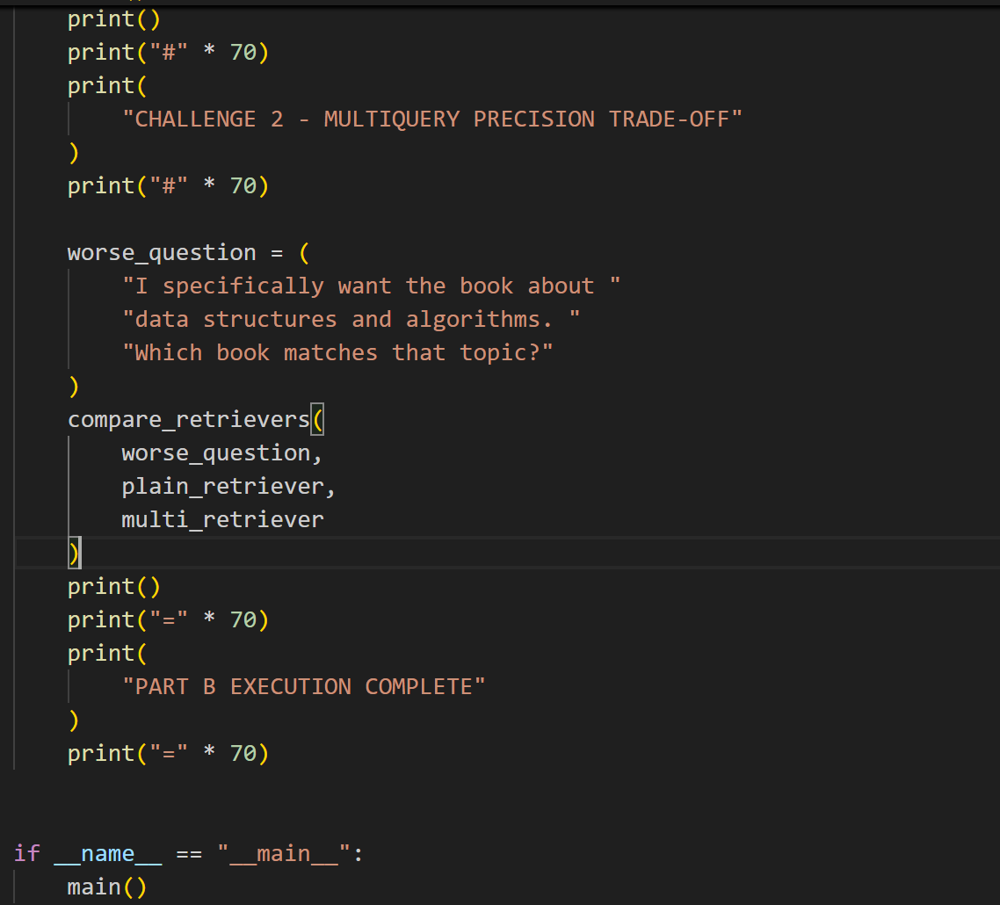 print()
print("#" * 70)
print(
"CHALLENGE 2 - MULTIQUERY PRECISION TRADE-OFF"
)
print("#" * 70)
worse_question = (
"I specifically want the book about "
"data structures and algorithms. "
"Which book matches that topic?"
)
compare_retrievers(
worse_question,
plain_retriever,
multi_retriever
)
print()
print("=" * 70)
print(
"PART B EXECUTION COMPLETE"
)
print("=" * 70)
if __name__ == "__main__":
main()